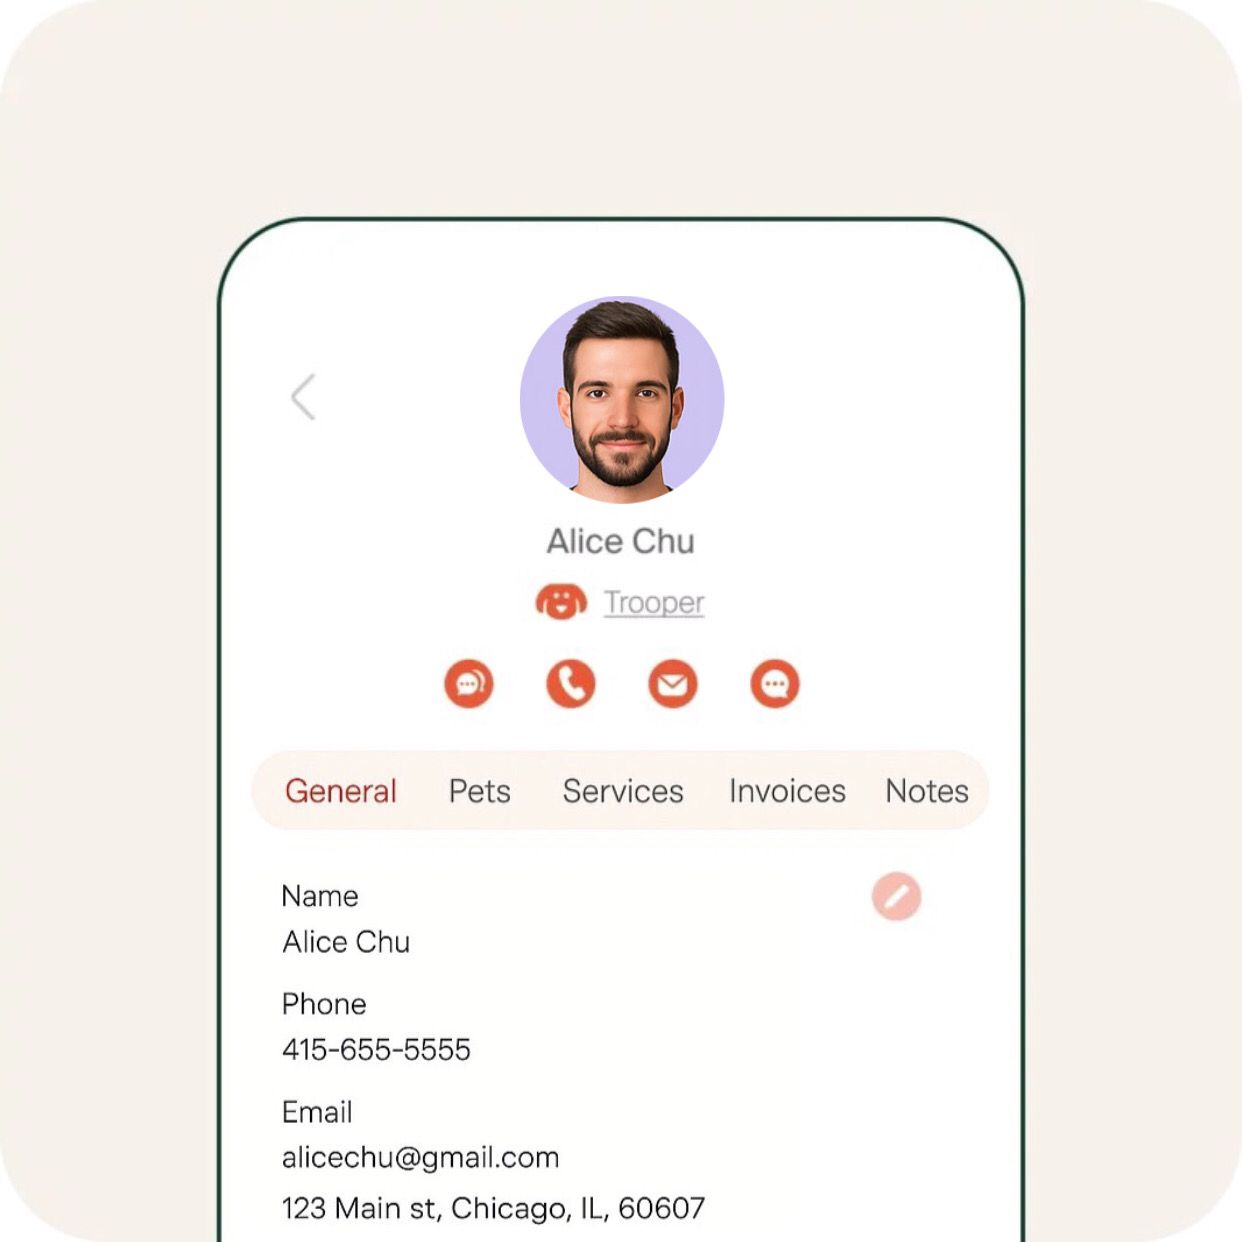 Alice Chu
Trooper
General Pets Services Invoices Notes
Name
Alice Chu
Phone
415-655-5555
Email
alicechu@gmail.com
123 Main st, Chicago, IL, 60607